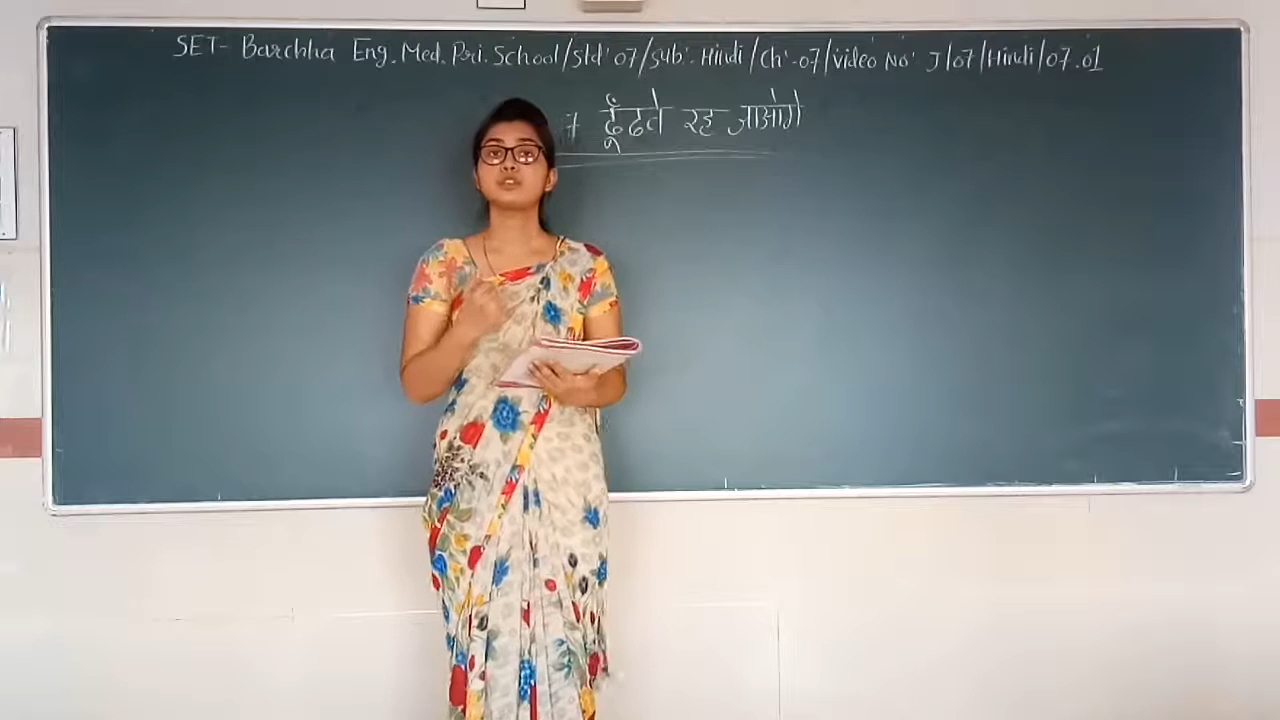 SET- Barchha Eng. Med. Pri. School/Std' 07/Sub'. Hindi/Ch'-07/Video No' J/07/Hindi/07.01
# ढूँढते रह जाओगे